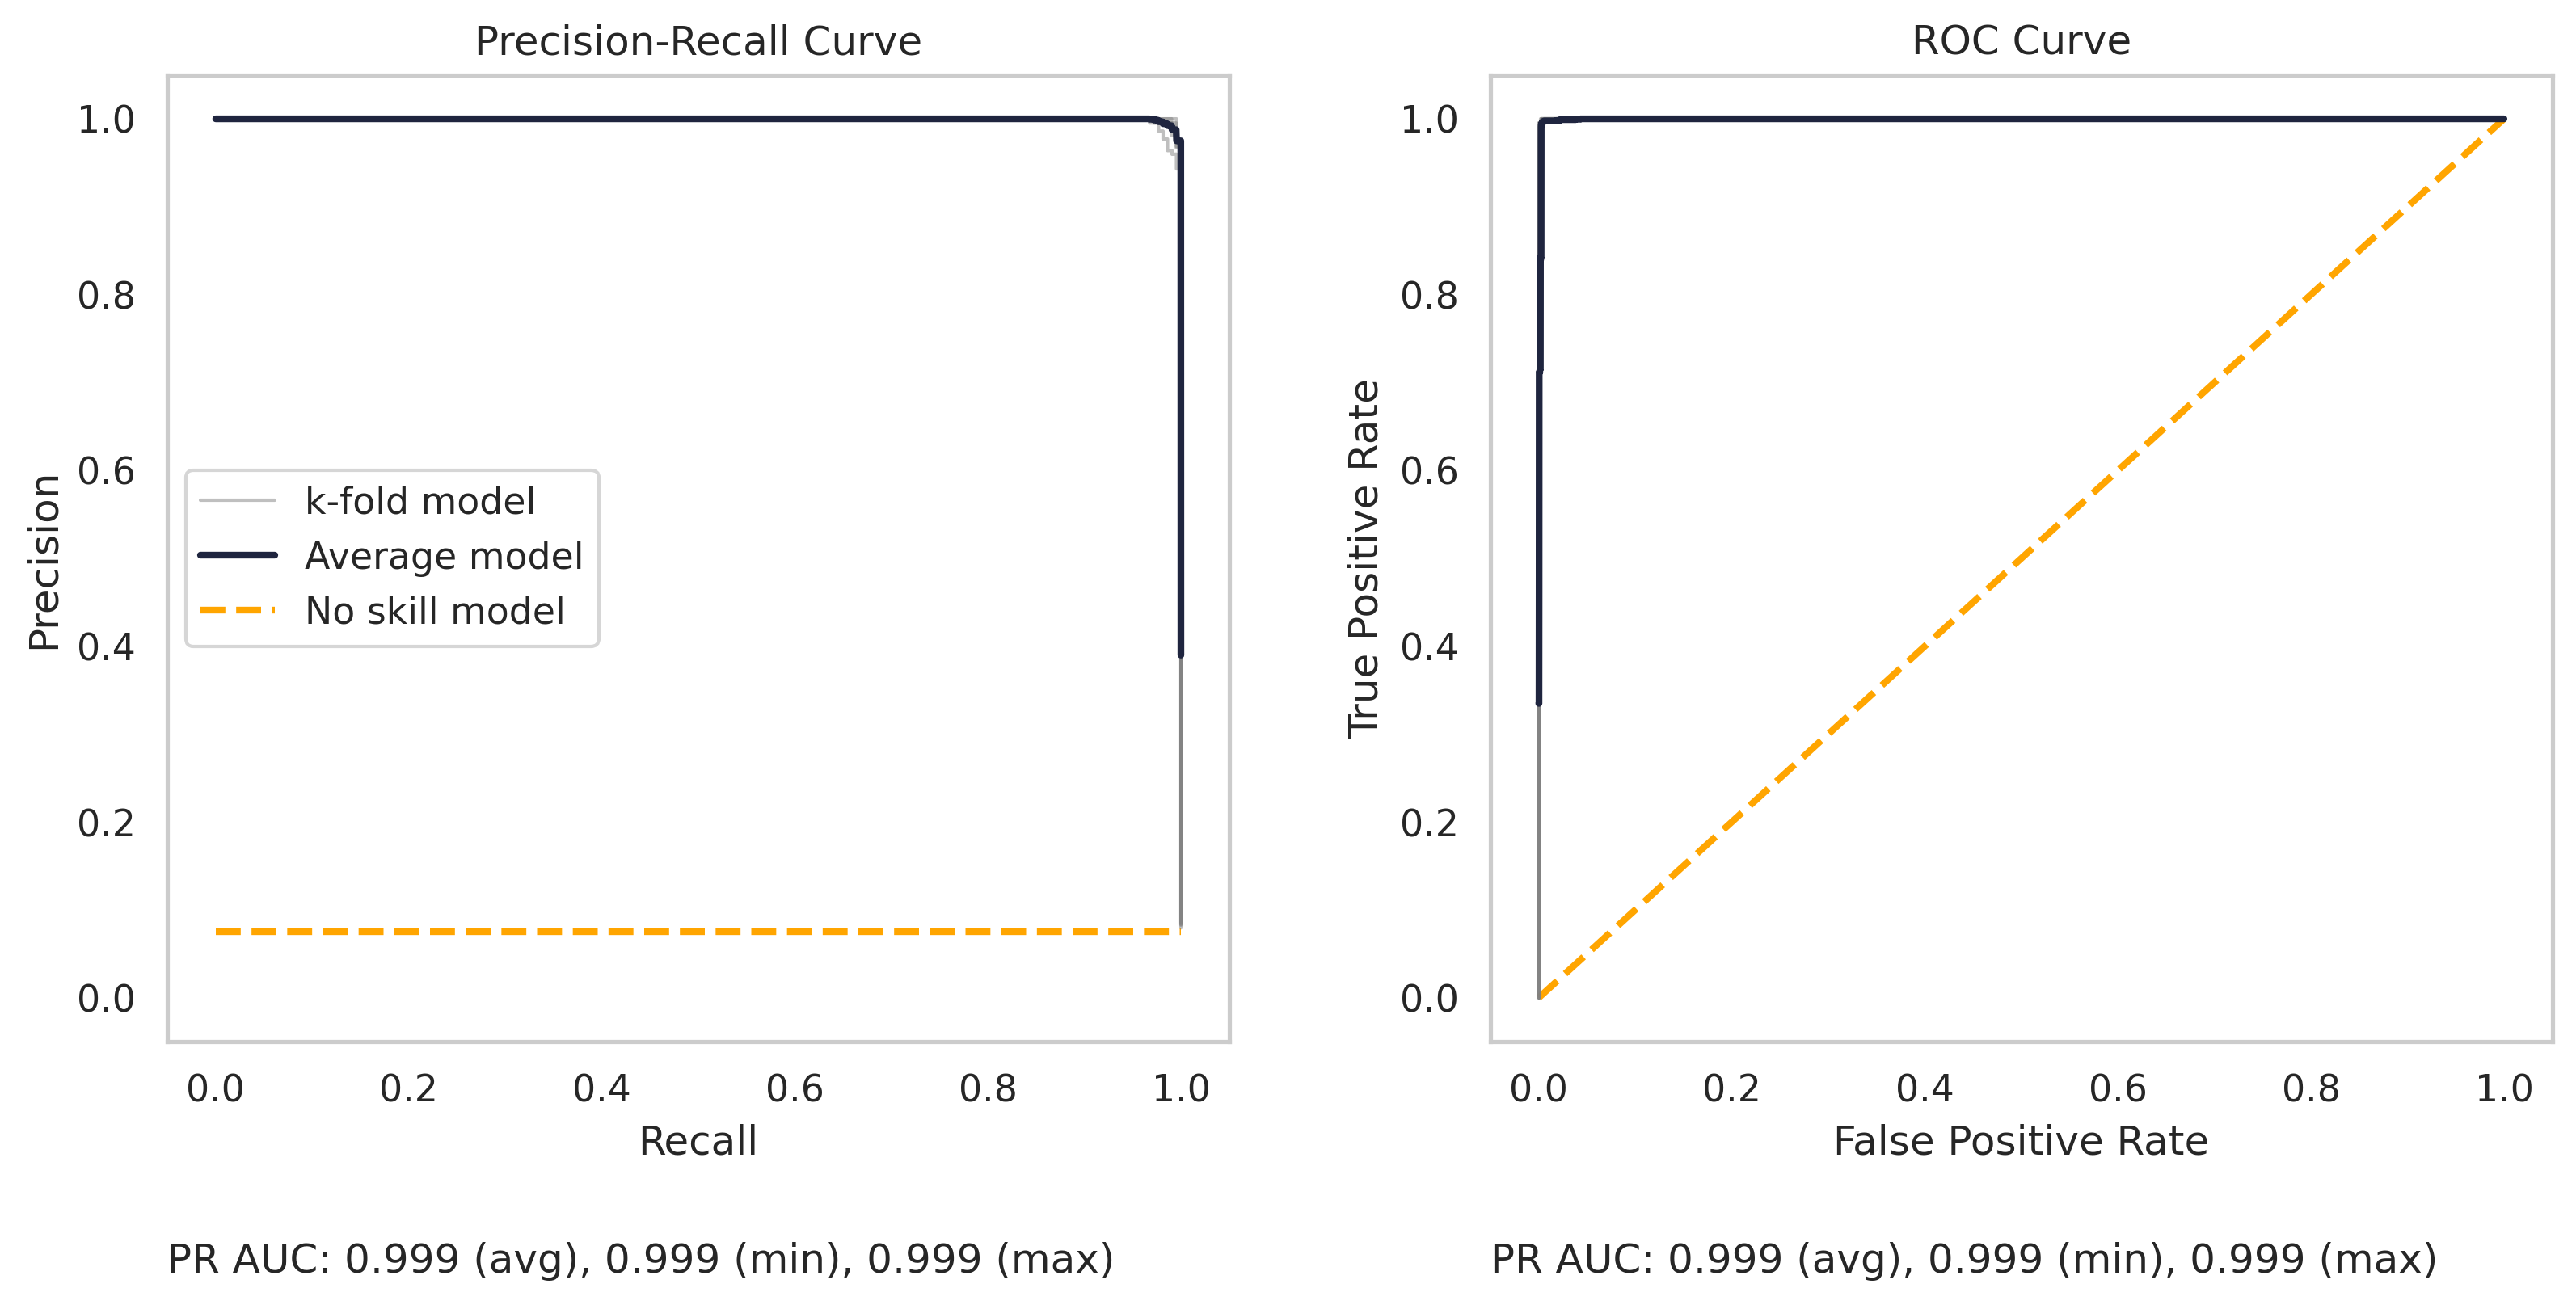 Precision-Recall Curve
1.0
0.8
0.6
0.4
0.2
0.0
Precision
k-fold model
Average model
No skill model
0.0 0.2 0.4 0.6 0.8 1.0
Recall
PR AUC: 0.999 (avg), 0.999 (min), 0.999 (max)
ROC Curve
1.0
0.8
0.6
0.4
0.2
0.0
True Positive Rate
0.0 0.2 0.4 0.6 0.8 1.0
False Positive Rate
PR AUC: 0.999 (avg), 0.999 (min), 0.999 (max)